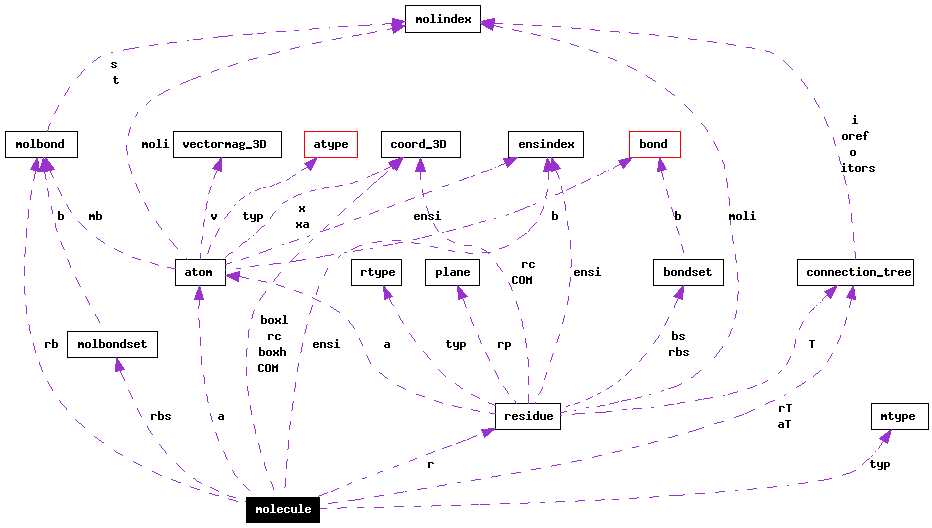 molindex
s
t
i
oref
o
itors
molbond
moli
vectormag_3D
atype
coord_3D
ensindex
bond
b
Mb
v
typ
x
xa
ensi
b
b
moli
atom
rtype
plane
rc
COM
ensi
bondset
connection_tree
rb
molbondset
boxl
rc
boxh
COM
ensi
a
typ
rp
bs
rbs
T
rbs
a
residue
rT
aT
mtype
r
typ
molecule